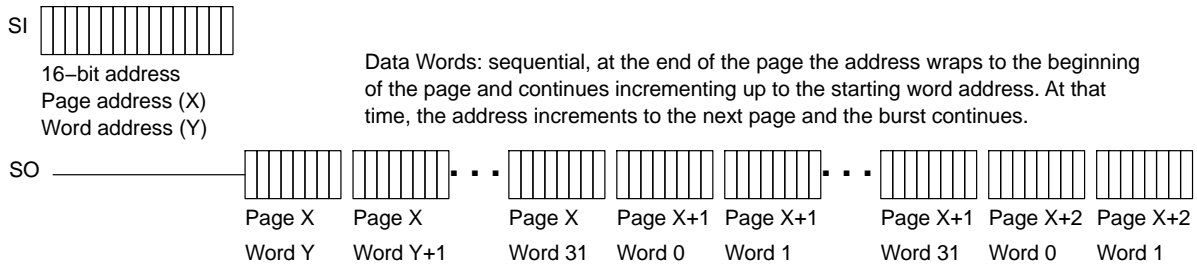 SI
16−bit address
Page address (X)
Word address (Y)
Data Words: sequential, at the end of the page the address wraps to the beginning
of the page and continues incrementing up to the starting word address. At that
time, the address increments to the next page and the burst continues.
SO
Page X Page X Page X Page X+1 Page X+1 Page X+1 Page X+2 Page X+2
Word Y Word Y+1 Word 31 Word 0 Word 1 Word 31 Word 0 Word 1